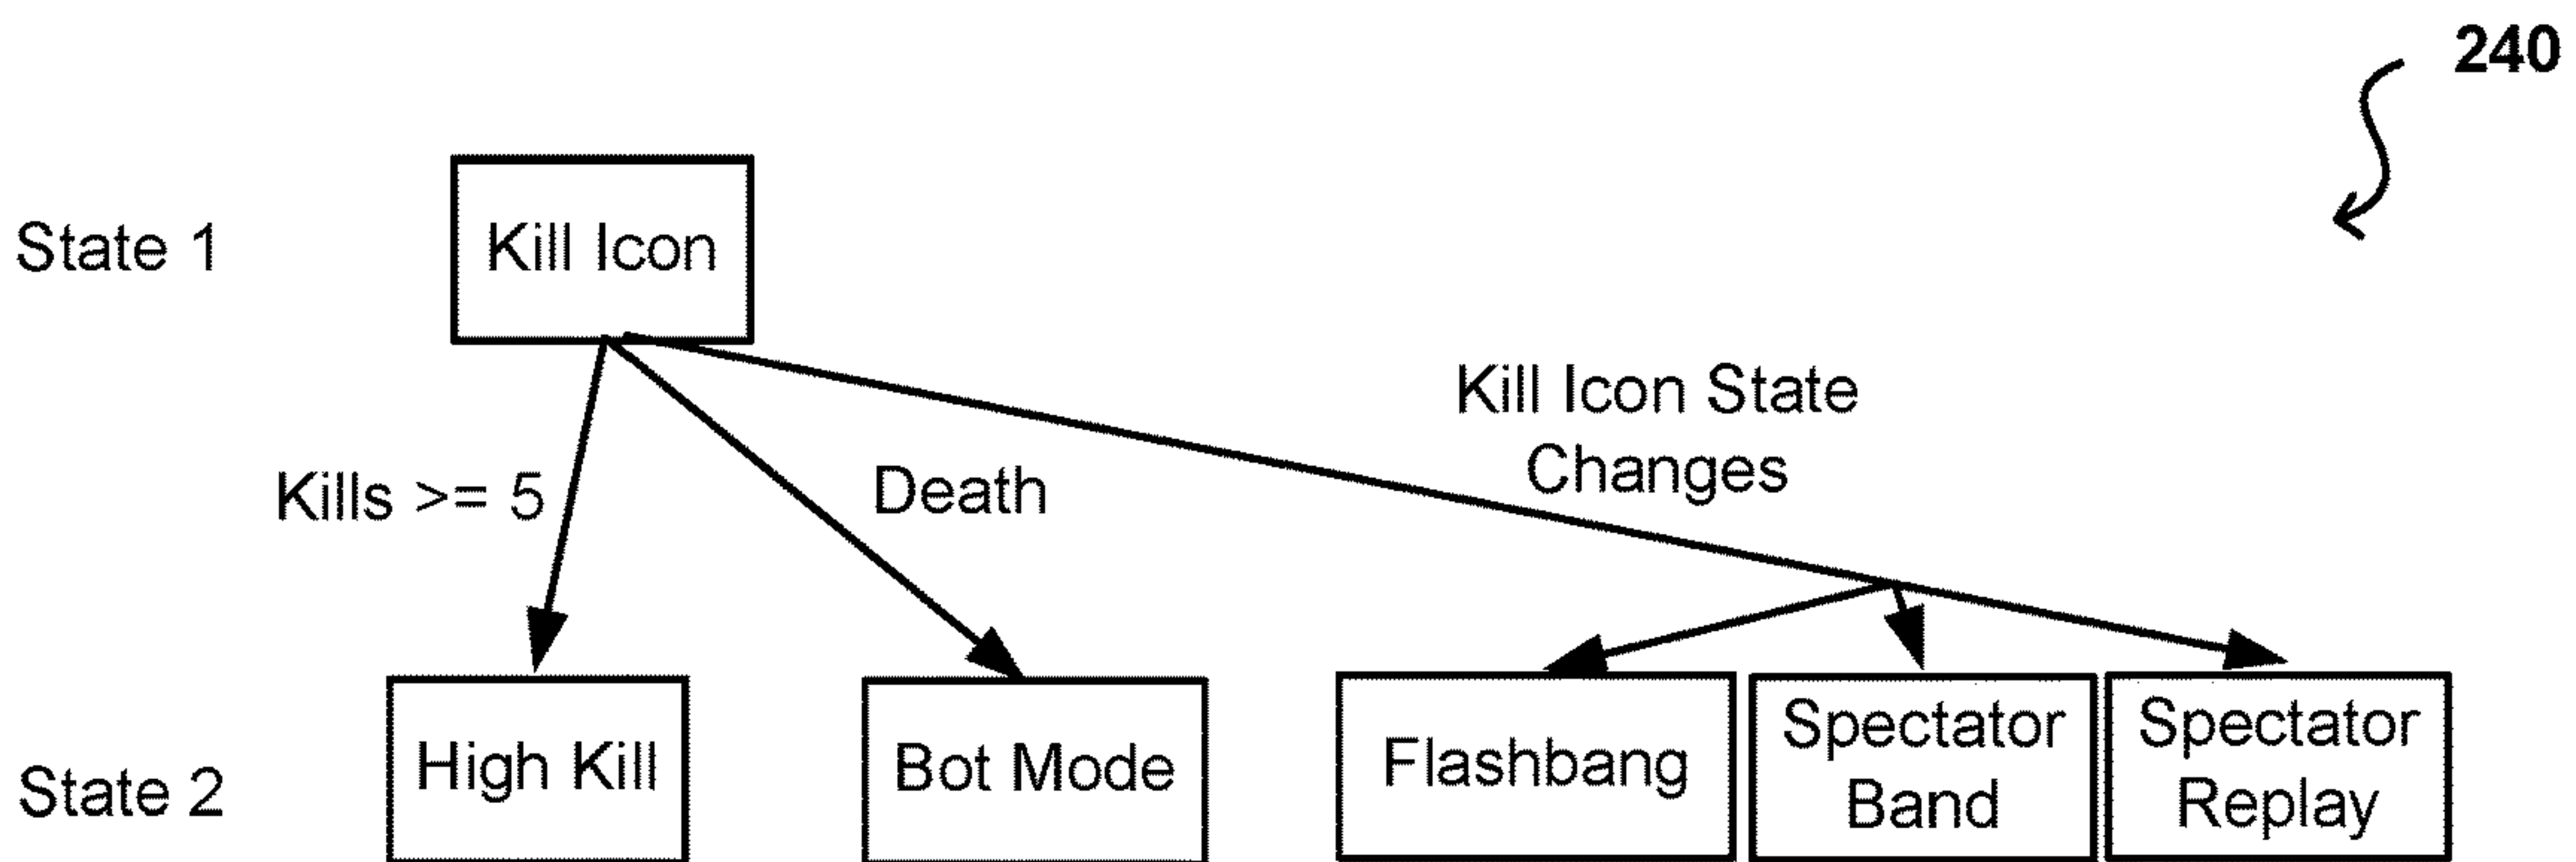 240
State 1
Kill Icon
Kill Icon State
Changes
Kills >= 5
Death
State 2
High Kill
Bot Mode
Flashbang
Spectator
Band
Spectator
Replay